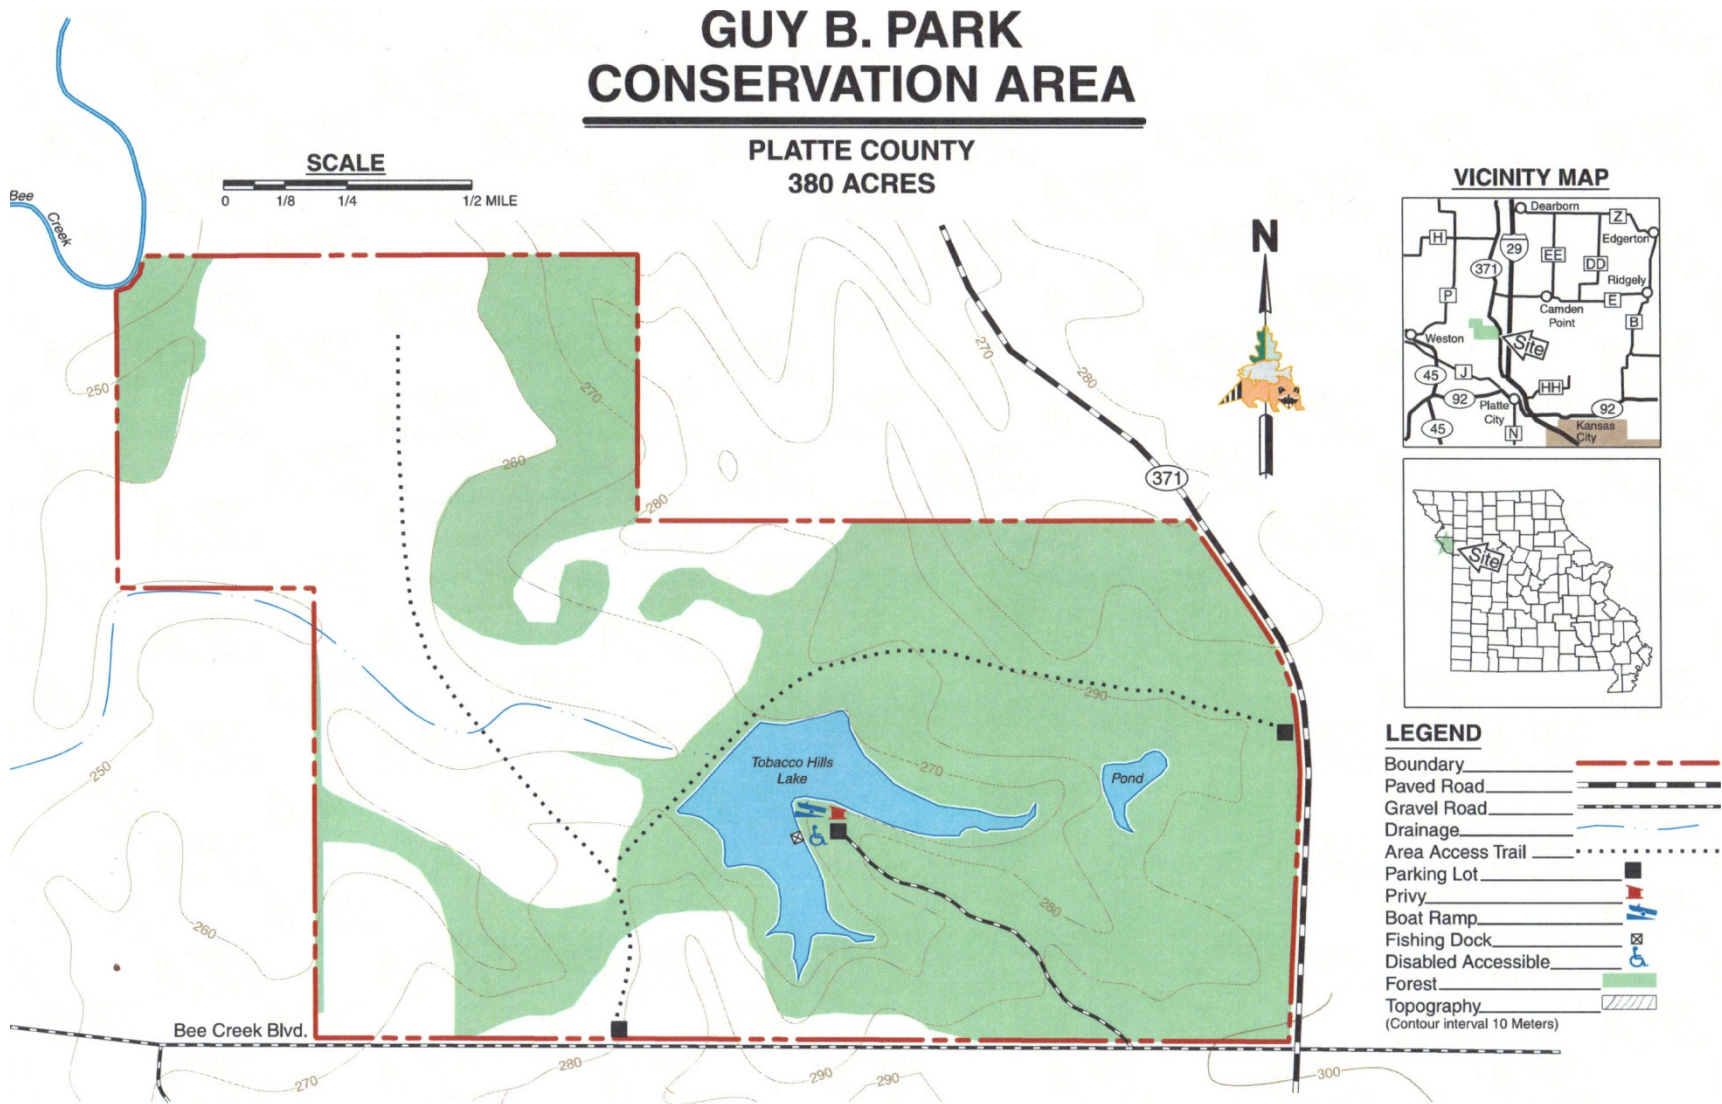 GUY B. PARK
CONSERVATION AREA
PLATTE COUNTY
380 ACRES
SCALE
0 1/8 1/4 1/2 MILE
Bee
Creek
N
250
270
260
280
270
280
371
250
290
Tobacco Hills
Lake
270
Pond
260
280
Bee Creek Blvd.
270
280
290
290
300
VICINITY MAP
Dearborn
Z
H
29
EE
Edgerton
371
DD
Ridgely
P
E
Camden
Point
B
Weston
Site
45
J
HH
92
Platte
City
92
45
N
Kansas
City
Site
LEGEND
Boundary
Paved Road
Gravel Road
Drainage
Area Access Trail
Parking Lot
Privy
Boat Ramp
Fishing Dock
Disabled Accessible
Forest
Topography
(Contour interval 10 Meters)